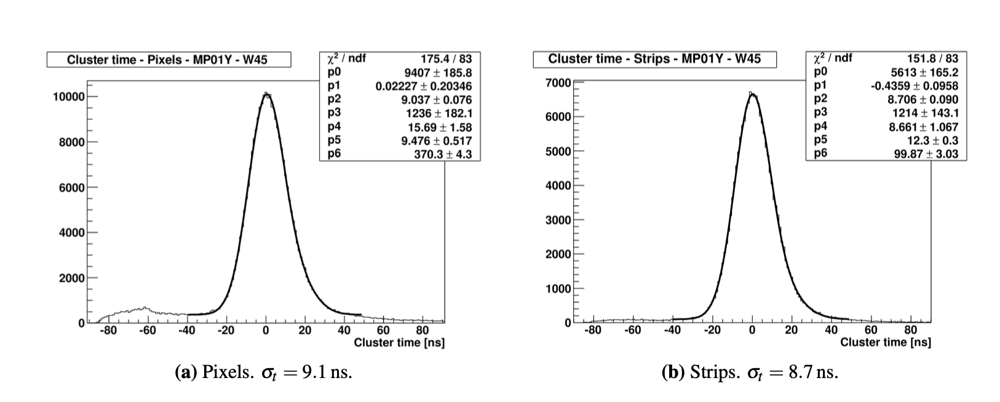 Cluster time - Pixels - MP01Y - W45
χ² / ndf 175.4 / 83
p0 9407 ± 185.8
p1 0.02227 ± 0.20346
p2 9.037 ± 0.076
p3 1236 ± 182.1
p4 15.69 ± 1.58
p5 9.476 ± 0.517
p6 370.3 ± 4.3
10000
8000
6000
4000
2000
0
-80 -60 -40 -20 0 20 40 60 80
Cluster time [ns]
(a) Pixels. σt = 9.1 ns.
Cluster time - Strips - MP01Y - W45
χ² / ndf 151.8 / 83
p0 5613 ± 165.2
p1 -0.4359 ± 0.0958
p2 8.706 ± 0.090
p3 1214 ± 143.1
p4 8.661 ± 1.067
p5 12.3 ± 0.3
p6 99.87 ± 3.03
7000
6000
5000
4000
3000
2000
1000
0
-80 -60 -40 -20 0 20 40 60 80
Cluster time [ns]
(b) Strips. σt = 8.7 ns.